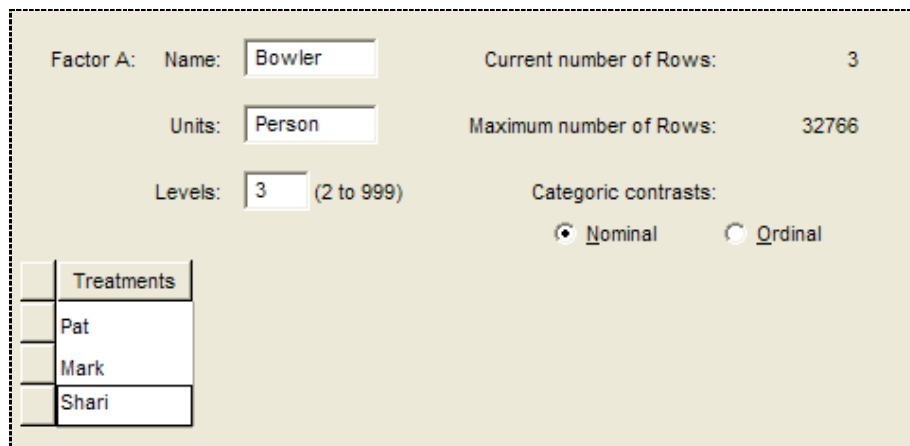 Factor A: Name: Bowler Current number of Rows: 3
Units: Person Maximum number of Rows: 32766
Levels: 3 (2 to 999) Categoric contrasts:
Nominal Ordinal
Treatments
Pat
Mark
Shari